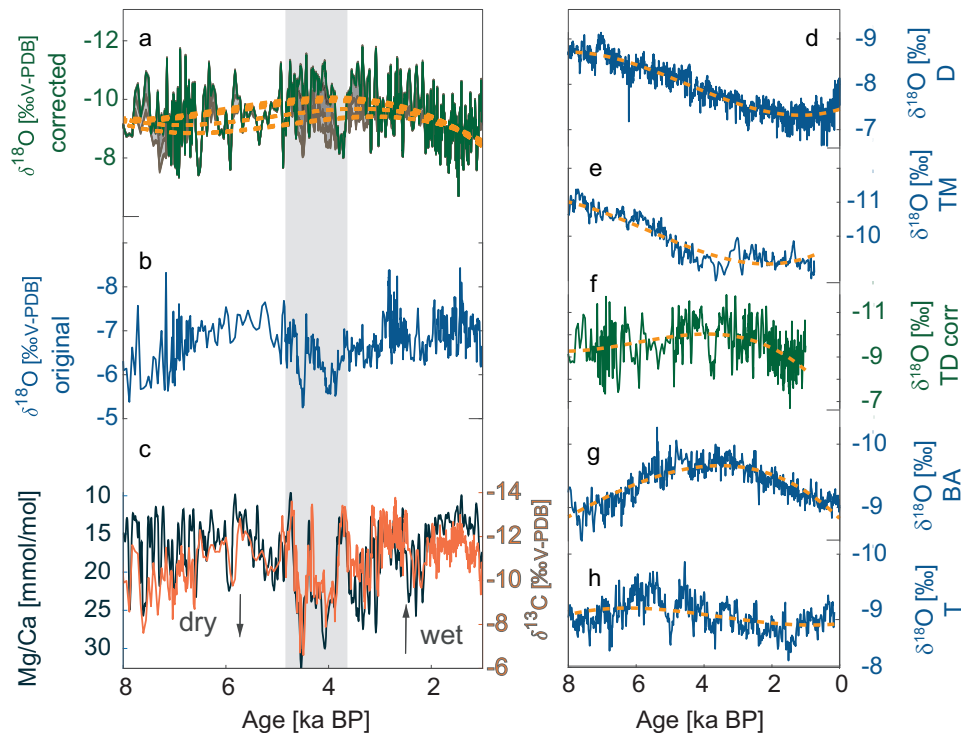 a
δ18O [‰V-PDB]
corrected
-12
-10
-8
b
δ18O [‰V-PDB]
original
-8
-7
-6
-5
c
Mg/Ca [mmol/mol]
10
15
20
25
30
dry
wet
-14
-12
-10
-8
-6
δ13C [‰V-PDB]
8
6
4
2
Age [ka BP]
d
-9
-8
-7
δ18O [‰]
D
e
-11
-10
δ18O [‰]
TM
f
-11
-9
-7
δ18O [‰]
TD corr
g
-10
-9
δ18O [‰]
BA
h
-10
-9
-8
δ18O [‰]
T
8
6
4
2
0
Age [ka BP]